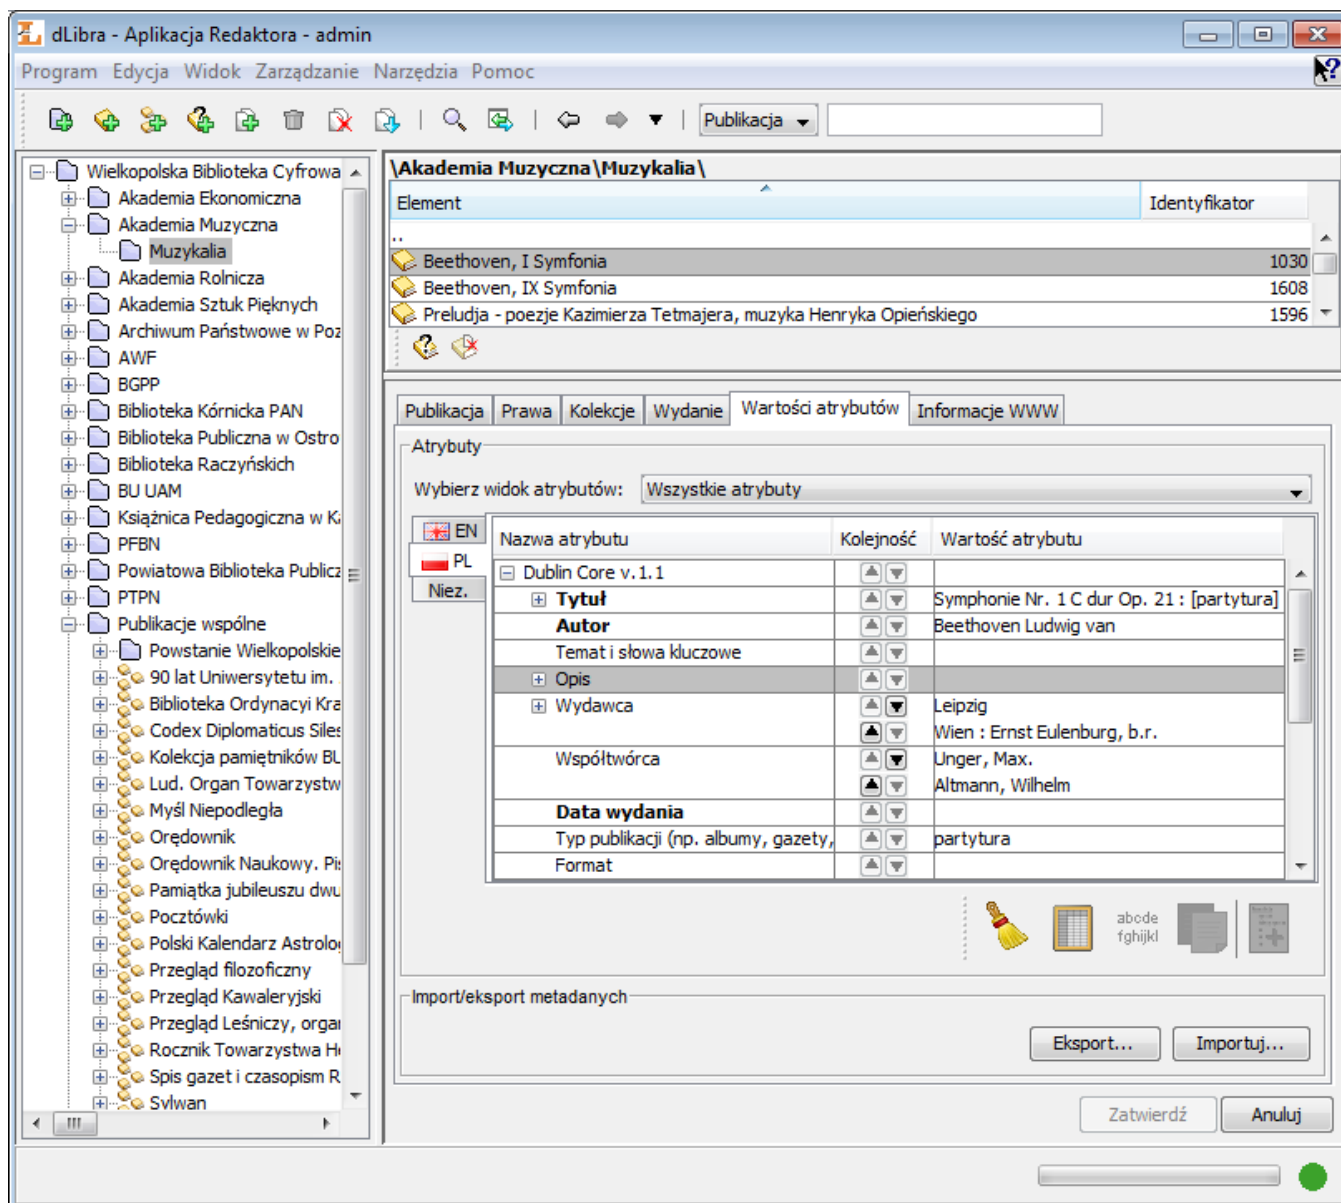 dLibra - Aplikacja Redaktora - admin
Program Edycja Widok Zarządzanie Narzędzia Pomoc
Publikacja
Wielkopolska Biblioteka Cyfrowa
Akademia Ekonomiczna
Akademia Muzyczna
Muzykalia
Akademia Rolnicza
Akademia Sztuk Pięknych
Archiwum Państwowe w Poz
AWF
BGPP
Biblioteka Kórnicka PAN
Biblioteka Publiczna w Ostro
Biblioteka Raczyńskich
BU UAM
Książnica Pedagogiczna w Ka
PFBN
Powiatowa Biblioteka Publicz
PTPN
Publikacje wspólne
Powstanie Wielkopolskie
90 lat Uniwersytetu im.
Biblioteka Ordynacyi Kra
Codex Diplomaticus Siles
Kolekcja pamiętników BU
Lud. Organ Towarzystw
Myśl Niepodległa
Orędownik
Orędownik Naukowy. Pi
Pamiątka jubileuszu dwu
Pocztówki
Polski Kalendarz Astrolo
Przegląd filozoficzny
Przegląd Kawaleryjski
Przegląd Leśniczy, orga
Rocznik Towarzystwa H
Spis gazet i czasopism R
Sylwan
\Akademia Muzyczna\Muzykalia\
Element Identyfikator
..
Beethoven, I Symfonia 1030
Beethoven, IX Symfonia 1608
Preludja - poezje Kazimierza Tetmajera, muzyka Henryka Opieńskiego 1596
Publikacja Prawa Kolekcje Wydanie Wartości atrybutów Informacje WWW
Atrybuty
Wybierz widok atrybutów: Wszystkie atrybuty
EN
PL
Niez.
Nazwa atrybutu Kolejność Wartość atrybutu
Dublin Core v.1.1
Tytuł Symphonie Nr. 1 C dur Op. 21 : [partytura]
Autor Beethoven Ludwig van
Temat i słowa kluczowe
Opis
Wydawca Leipzig
Wien : Ernst Eulenburg, b.r.
Współtwórca Unger, Max.
Altmann, Wilhelm
Data wydania
Typ publikacji (np. albumy, gazety, partytura
Format
abcde
fghijkl
Import/eksport metadanych
Eksport... Importuj...
Zatwierdź Anuluj